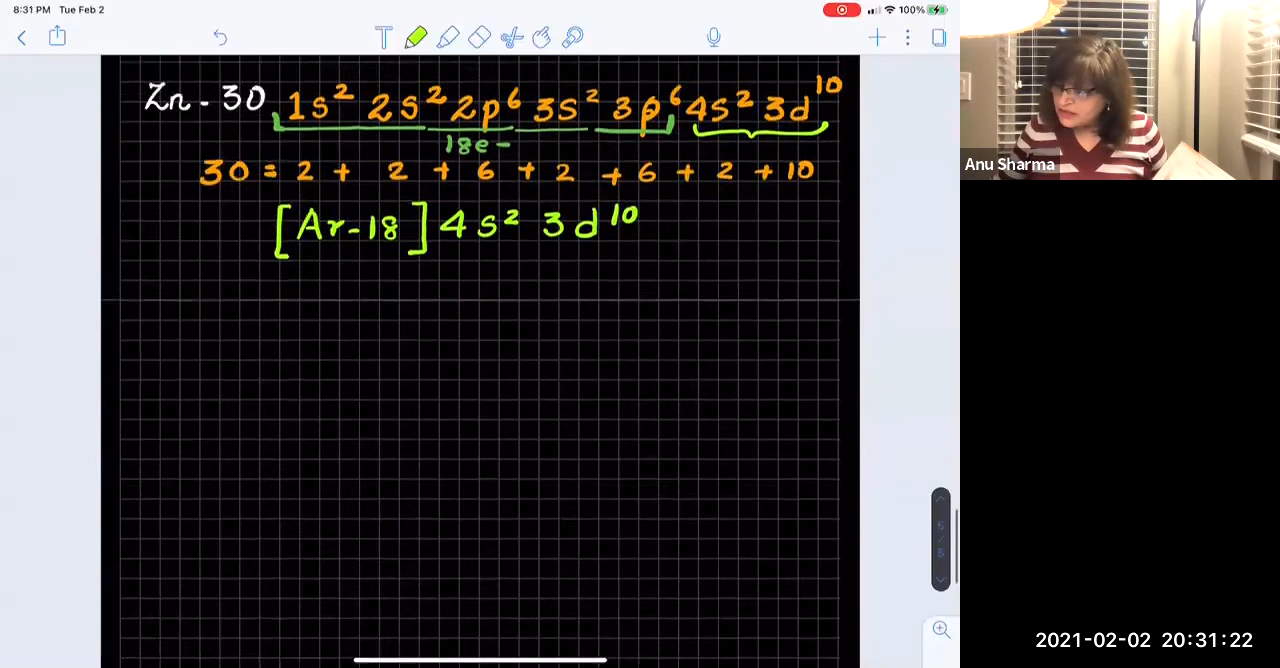 8:31 PM Tue Feb 2
100%
Zn - 30 1s² 2s² 2p⁶ 3s² 3p⁶ 4s² 3d¹⁰
18e-
30 = 2 + 2 + 6 + 2 + 6 + 2 + 10
[Ar-18] 4s² 3d¹⁰
Anu Sharma
2021-02-02 20:31:22